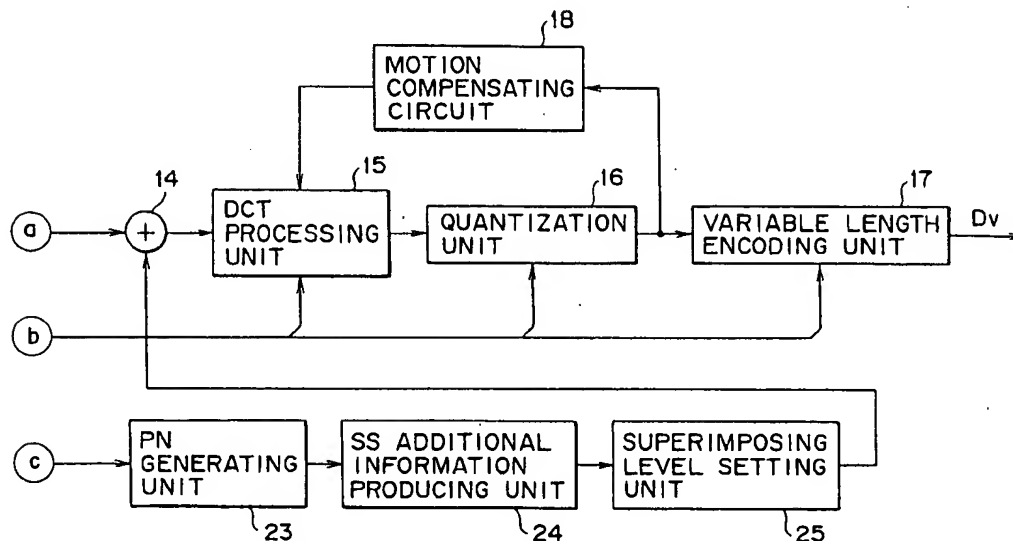 18
MOTION
COMPENSATING
CIRCUIT
14
15
16
17
a
+
DCT
PROCESSING
UNIT
QUANTIZATION
UNIT
VARIABLE LENGTH
ENCODING UNIT
Dv
b
c
PN
GENERATING
UNIT
SS ADDITIONAL
INFORMATION
PRODUCING UNIT
SUPERIMPOSING
LEVEL SETTING
UNIT
23
24
25